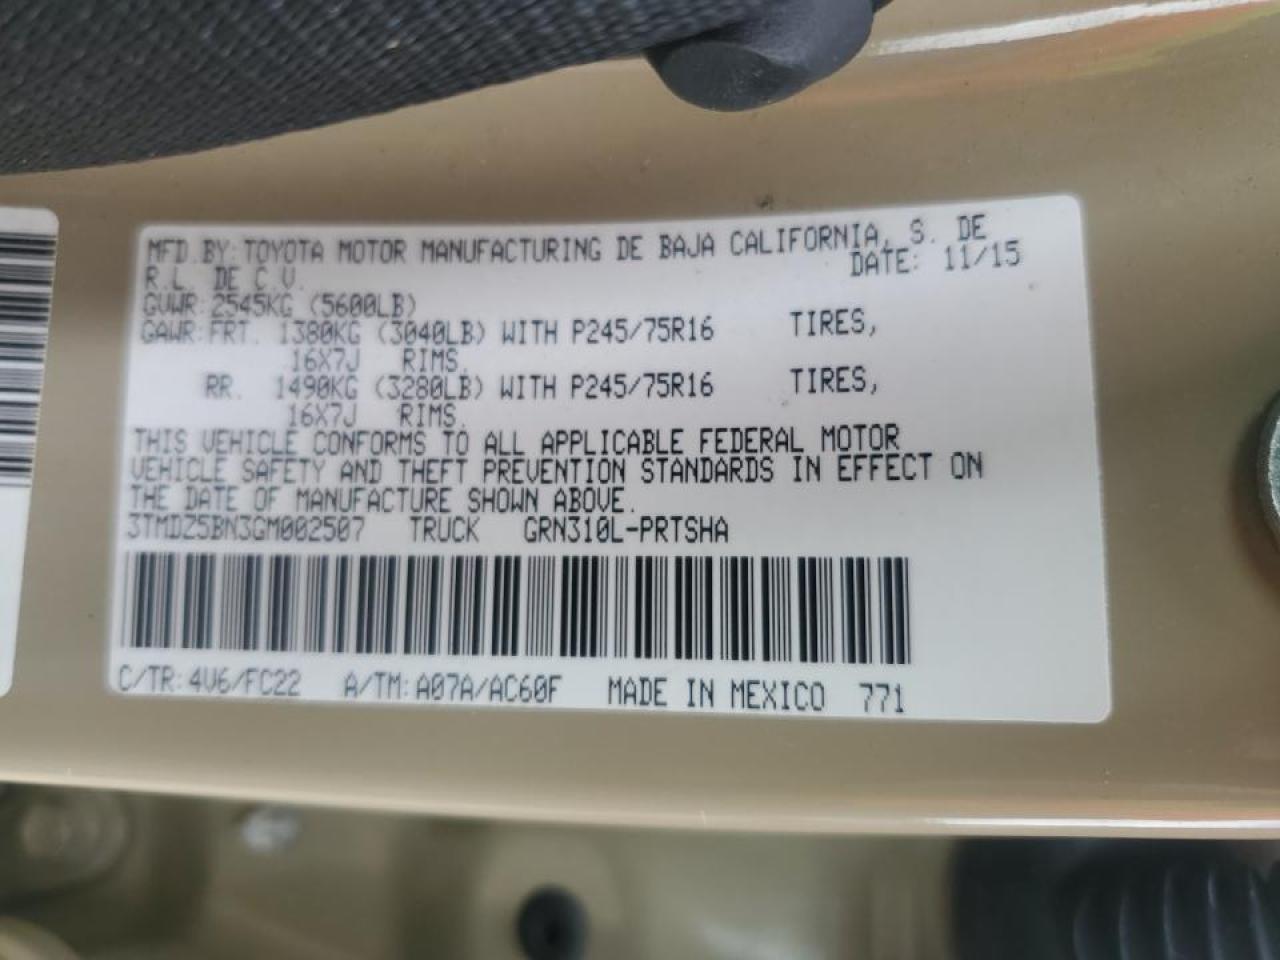 MFD.BY:TOYOTA MOTOR MANUFACTURING DE BAJA CALIFORNIA, S. DE
R.L. DE C.V. DATE: 11/15
GVWR:2545KG (5600LB)
GAWR:FRT. 1380KG (3040LB) WITH P245/75R16 TIRES,
16X7J RIMS.
RR. 1490KG (3280LB) WITH P245/75R16 TIRES,
16X7J RIMS.
THIS VEHICLE CONFORMS TO ALL APPLICABLE FEDERAL MOTOR
VEHICLE SAFETY AND THEFT PREVENTION STANDARDS IN EFFECT ON
THE DATE OF MANUFACTURE SHOWN ABOVE.
3TMDZ5BN3GM002507 TRUCK GRN310L-PRTSHA
C/TR:4V6/FC22 A/TM:A07A/AC60F MADE IN MEXICO 771